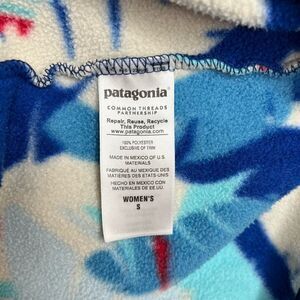 patagonia®
COMMON THREADS
PARTNERSHIP
Repair, Reuse, Recycle
This Product
www.patagonia.com
100% POLYESTER
EXCLUSIVE OF TRIM
MADE IN MEXICO OF U.S.
MATERIALS
FABRIQUÉ AU MEXIQUE DES
MATIÈRES DES ÉTATS-UNIS
HECHO EN MÉXICO CON
MATERIALES DE EE.UU.
WOMEN'S
S